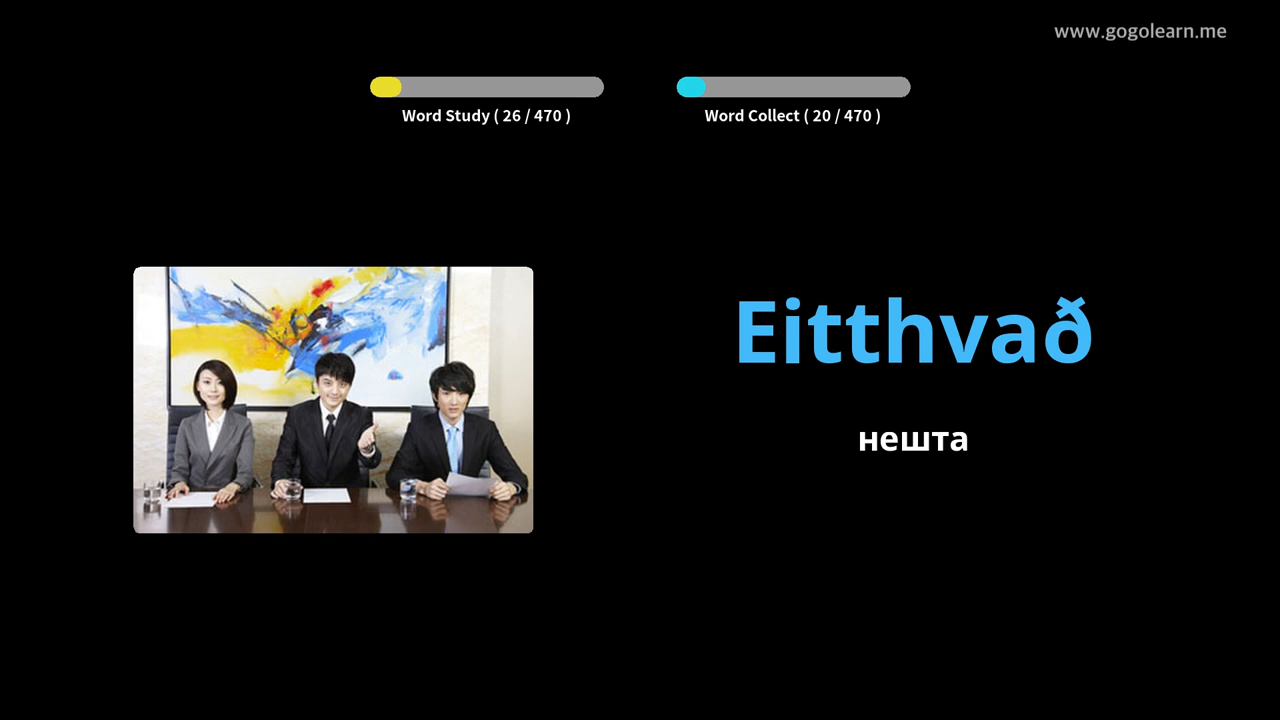 www.gogolearn.me
Word Study ( 26 / 470 )
Word Collect ( 20 / 470 )
Eitthvað
нешта